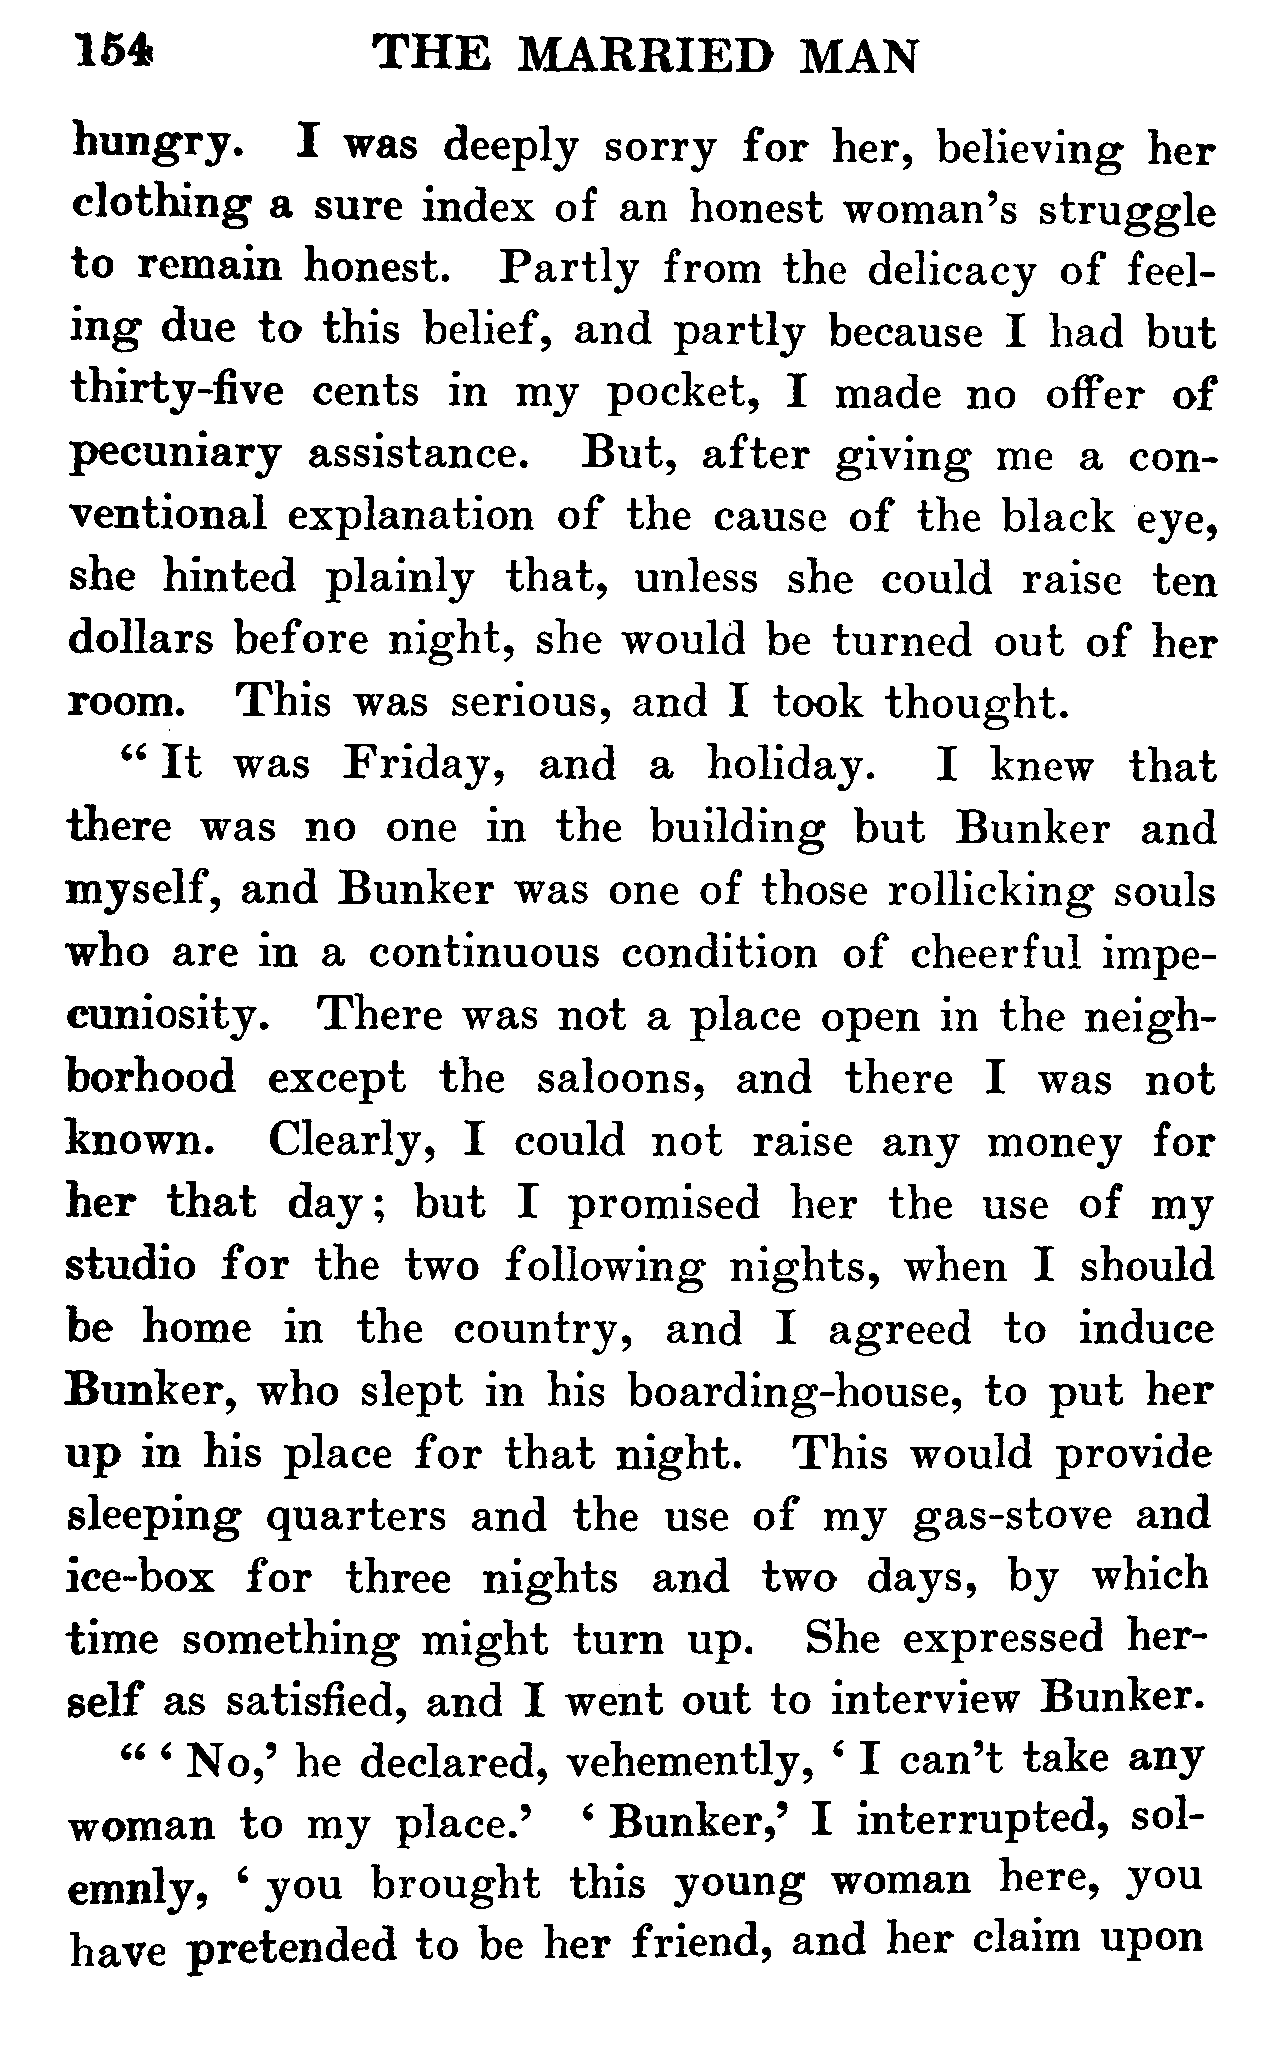 154 THE MARRIED MAN
hungry. I was deeply sorry for her, believing her
clothing a sure index of an honest woman's struggle
to remain honest. Partly from the delicacy of feel-
ing due to this belief, and partly because I had but
thirty-five cents in my pocket, I made no offer of
pecuniary assistance. But, after giving me a con-
ventional explanation of the cause of the black eye,
she hinted plainly that, unless she could raise ten
dollars before night, she would be turned out of her
room. This was serious, and I took thought.
“It was Friday, and a holiday. I knew that
there was no one in the building but Bunker and
myself, and Bunker was one of those rollicking souls
who are in a continuous condition of cheerful impe-
cuniosity. There was not a place open in the neigh-
borhood except the saloons, and there I was not
known. Clearly, I could not raise any money for
her that day; but I promised her the use of my
studio for the two following nights, when I should
be home in the country, and I agreed to induce
Bunker, who slept in his boarding-house, to put her
up in his place for that night. This would provide
sleeping quarters and the use of my gas-stove and
ice-box for three nights and two days, by which
time something might turn up. She expressed her-
self as satisfied, and I went out to interview Bunker.
“‘No,’ he declared, vehemently, ‘I can't take any
woman to my place.’ ‘Bunker,’ I interrupted, sol-
emnly, ‘you brought this young woman here, you
have pretended to be her friend, and her claim upon